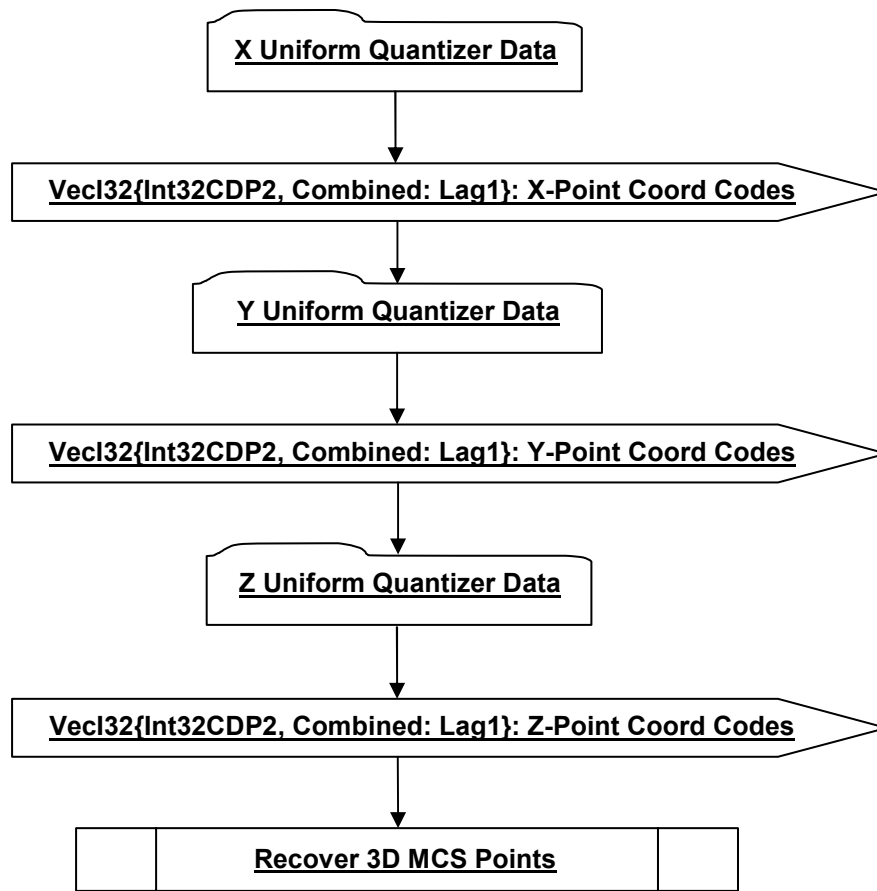 X Uniform Quantizer Data
VecI32{Int32CDP2, Combined: Lag1}: X-Point Coord Codes
Y Uniform Quantizer Data
VecI32{Int32CDP2, Combined: Lag1}: Y-Point Coord Codes
Z Uniform Quantizer Data
VecI32{Int32CDP2, Combined: Lag1}: Z-Point Coord Codes
Recover 3D MCS Points